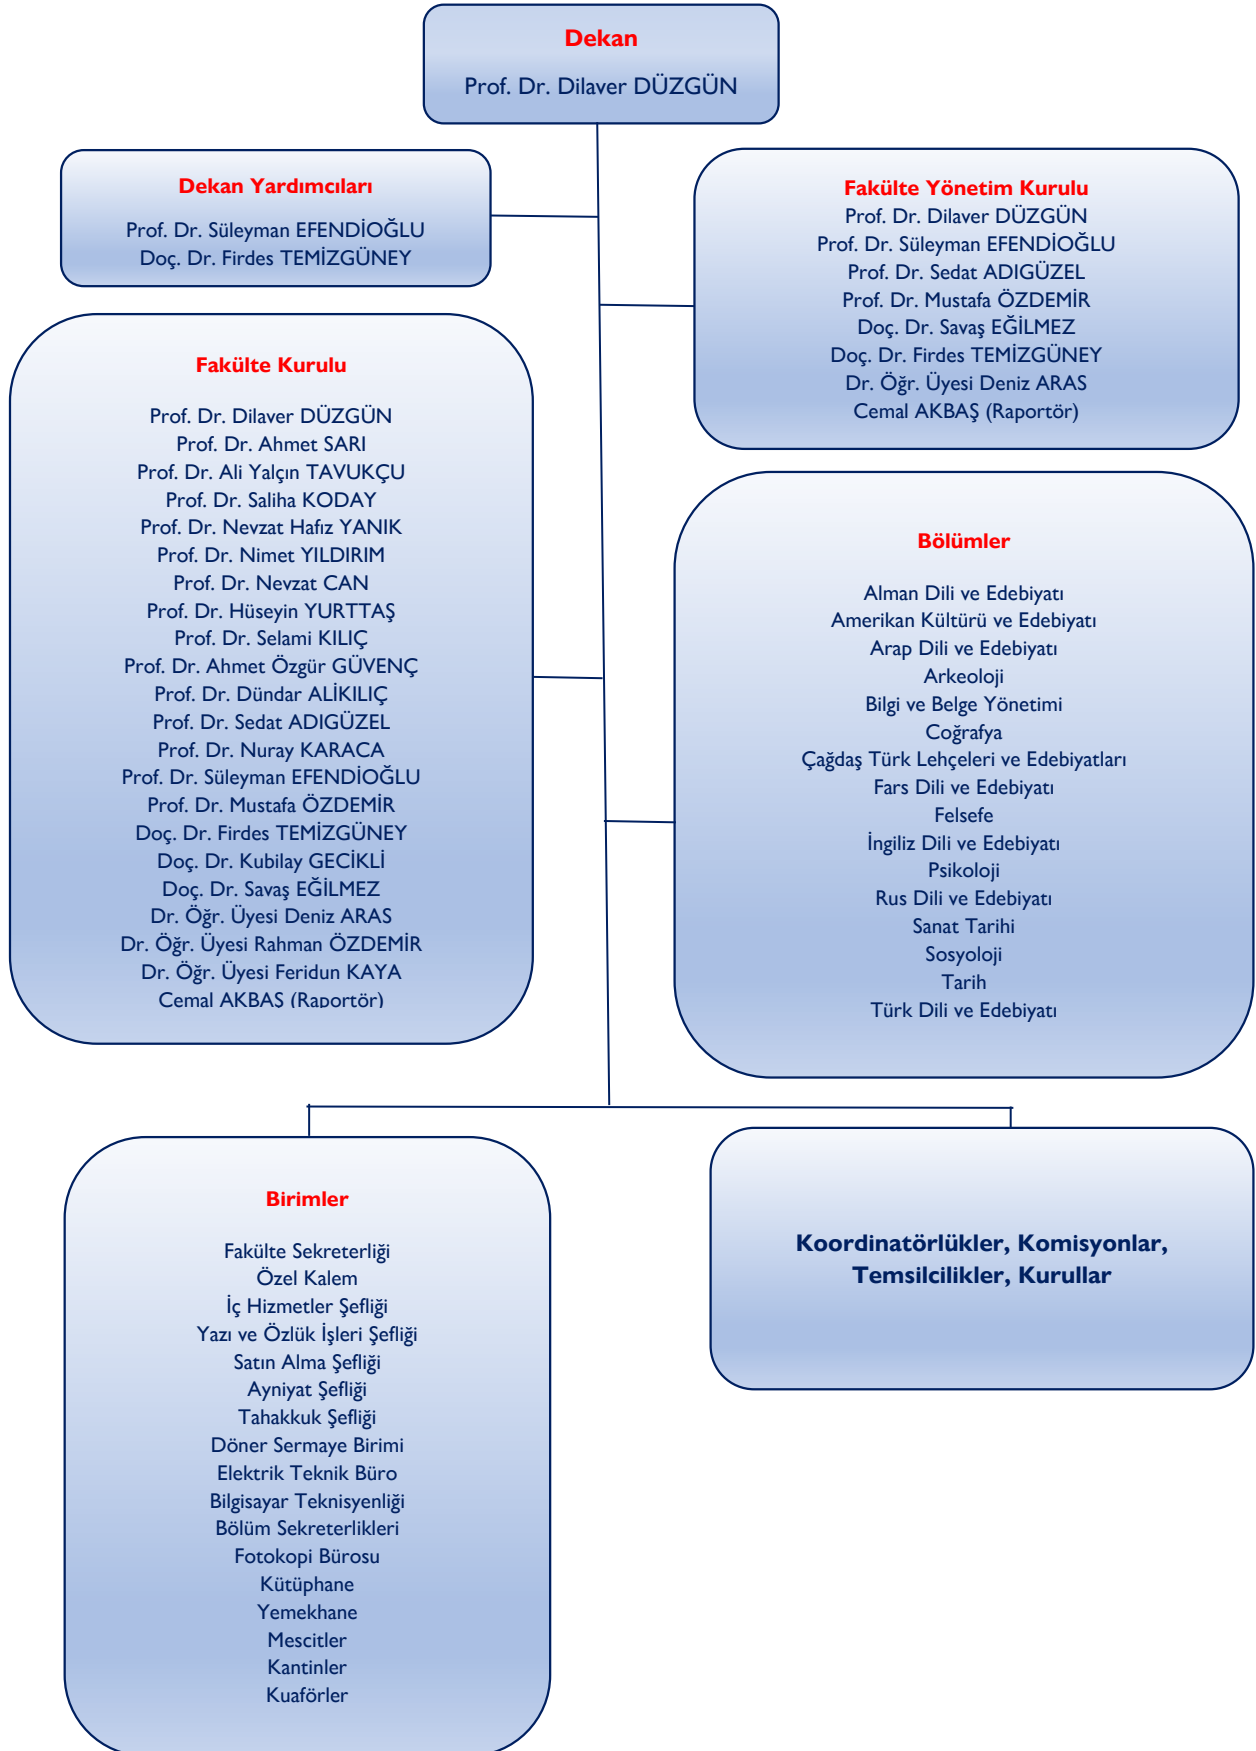 Dekan
Prof. Dr. Dilaver DÜZGÜN
Dekan Yardımcıları
Prof. Dr. Süleyman EFENDİOĞLU
Doç. Dr. Firdes TEMİZGÜNEY
Fakülte Yönetim Kurulu
Prof. Dr. Dilaver DÜZGÜN
Prof. Dr. Süleyman EFENDİOĞLU
Prof. Dr. Sedat ADIGÜZEL
Prof. Dr. Mustafa ÖZDEMİR
Doç. Dr. Savaş EĞİLMEZ
Doç. Dr. Firdes TEMİZGÜNEY
Dr. Öğr. Üyesi Deniz ARAS
Cemal AKBAŞ (Raportör)
Fakülte Kurulu
Prof. Dr. Dilaver DÜZGÜN
Prof. Dr. Ahmet SARI
Prof. Dr. Ali Yalçın TAVUKÇU
Prof. Dr. Saliha KODAY
Prof. Dr. Nevzat Hafız YANIK
Prof. Dr. Nimet YILDIRIM
Prof. Dr. Nevzat CAN
Prof. Dr. Hüseyin YURTTAŞ
Prof. Dr. Selami KILIÇ
Prof. Dr. Ahmet Özgür GÜVENÇ
Prof. Dr. Dündar ALİKILIÇ
Prof. Dr. Sedat ADIGÜZEL
Prof. Dr. Nuray KARACA
Prof. Dr. Süleyman EFENDİOĞLU
Prof. Dr. Mustafa ÖZDEMİR
Doç. Dr. Firdes TEMİZGÜNEY
Doç. Dr. Kubilay GECİKLİ
Doç. Dr. Savaş EĞİLMEZ
Dr. Öğr. Üyesi Deniz ARAS
Dr. Öğr. Üyesi Rahman ÖZDEMİR
Dr. Öğr. Üyesi Feridun KAYA
Cemal AKBAŞ (Raportör)
Bölümler
Alman Dili ve Edebiyatı
Amerikan Kültürü ve Edebiyatı
Arap Dili ve Edebiyatı
Arkeoloji
Bilgi ve Belge Yönetimi
Coğrafya
Çağdaş Türk Lehçeleri ve Edebiyatları
Fars Dili ve Edebiyatı
Felsefe
İngiliz Dili ve Edebiyatı
Psikoloji
Rus Dili ve Edebiyatı
Sanat Tarihi
Sosyoloji
Tarih
Türk Dili ve Edebiyatı
Birimler
Fakülte Sekreterliği
Özel Kalem
İç Hizmetler Şefliği
Yazı ve Özlük İşleri Şefliği
Satın Alma Şefliği
Ayniyat Şefliği
Tahakkuk Şefliği
Döner Sermaye Birimi
Elektrik Teknik Büro
Bilgisayar Teknisyenliği
Bölüm Sekreterlikleri
Fotokopi Bürosu
Kütüphane
Yemekhane
Mescitler
Kantinler
Kuaförler
Koordinatörlükler, Komisyonlar,
Temsilcilikler, Kurullar